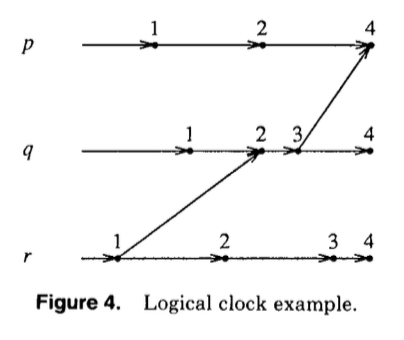 1 2 4
p
1 2 3 4
q
1 2 3 4
r
Figure 4. Logical clock example.